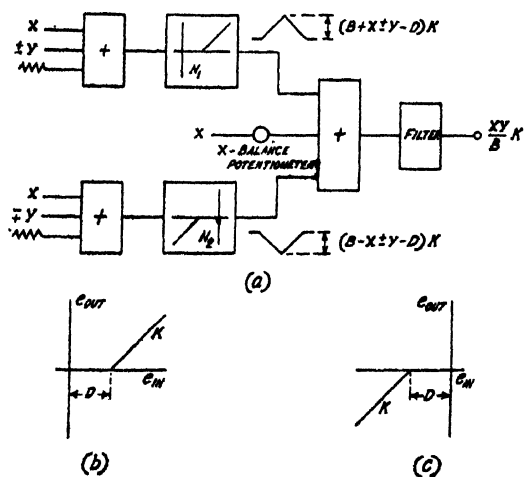 X
±Y
+
N1
(B+X±Y-D)K
X
X-BALANCE
POTENTIOMETER
+
FILTER
XY
B
K
X
∓Y
+
N2
(B-X±Y-D)K
(a)
eOUT
K
eIN
D
(b)
eOUT
eIN
K
D
(c)